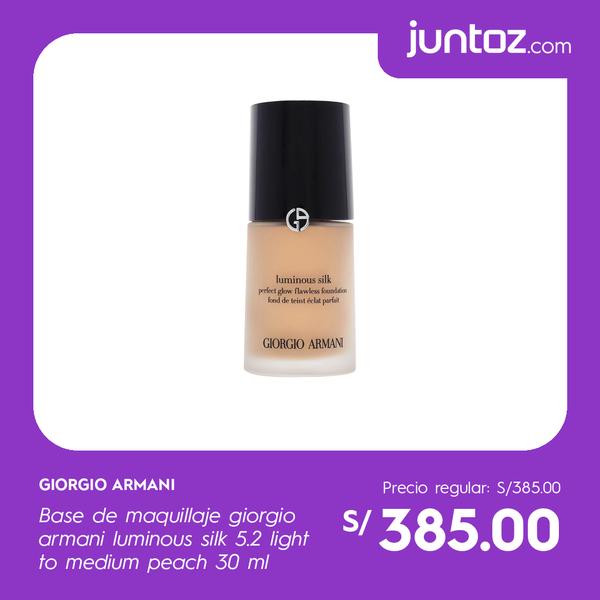 juntoz.com
GA
luminous silk
perfect glow flawless foundation
fond de teint éclat parfait
GIORGIO ARMANI
GIORGIO ARMANI
Base de maquillaje giorgio
armani luminous silk 5.2 light
to medium peach 30 ml
Precio regular: S/385.00
S/ 385.00